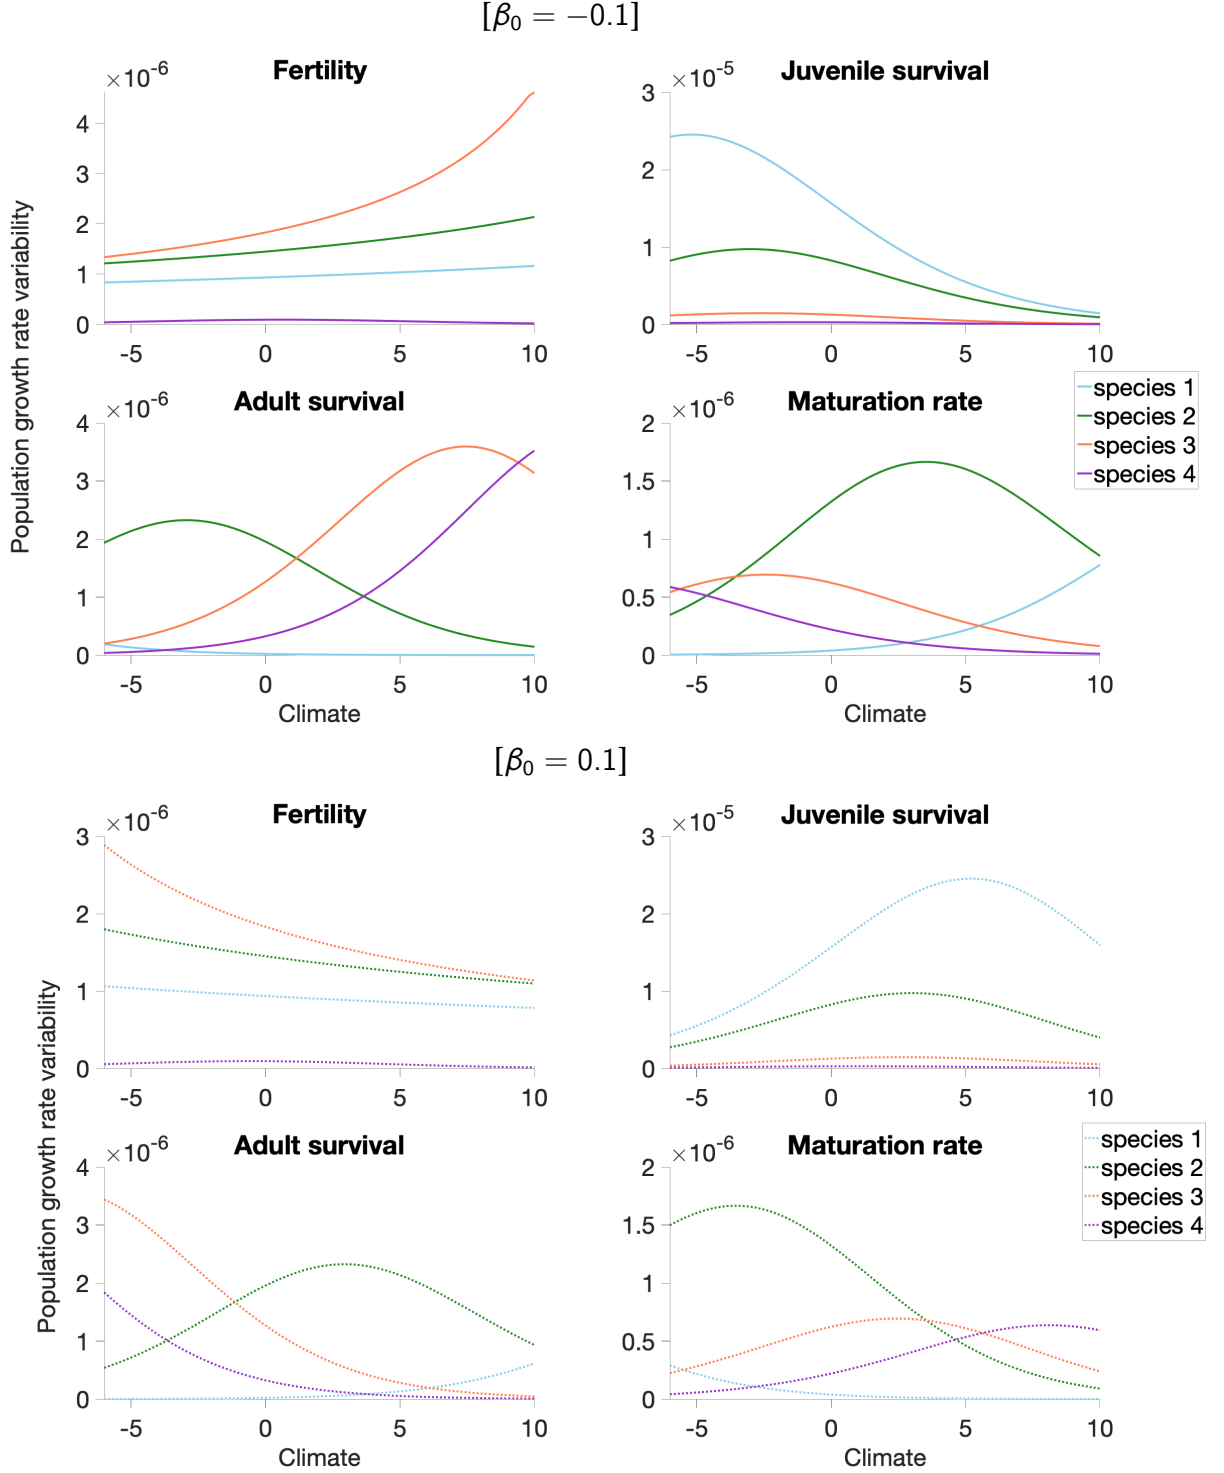 [β₀ = −0.1]
Population growth rate variability
Fertility
×10⁻⁶
4
3
2
1
0
-5 0 5 10
Juvenile survival
×10⁻⁵
3
2
1
0
-5 0 5 10
Adult survival
×10⁻⁶
4
3
2
1
0
-5 0 5 10
Climate
Maturation rate
×10⁻⁶
2
1.5
1
0.5
0
-5 0 5 10
Climate
species 1
species 2
species 3
species 4
[β₀ = 0.1]
Population growth rate variability
Fertility
×10⁻⁶
3
2
1
0
-5 0 5 10
Juvenile survival
×10⁻⁵
3
2
1
0
-5 0 5 10
Adult survival
×10⁻⁶
4
3
2
1
0
-5 0 5 10
Climate
Maturation rate
×10⁻⁶
2
1.5
1
0.5
0
-5 0 5 10
Climate
species 1
species 2
species 3
species 4